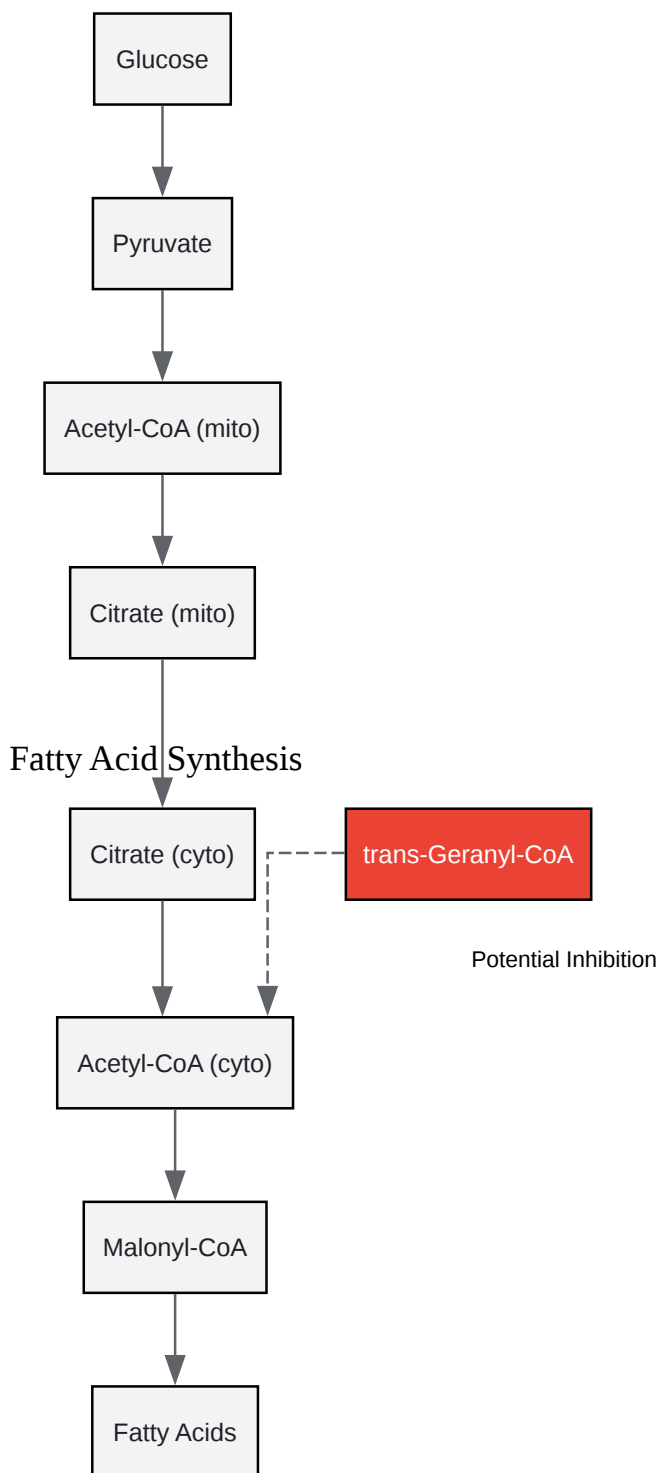 Glucose
Pyruvate
Acetyl-CoA (mito)
Citrate (mito)
Fatty Acid Synthesis
Citrate (cyto)
trans-Geranyl-CoA
Potential Inhibition
Acetyl-CoA (cyto)
Malonyl-CoA
Fatty Acids